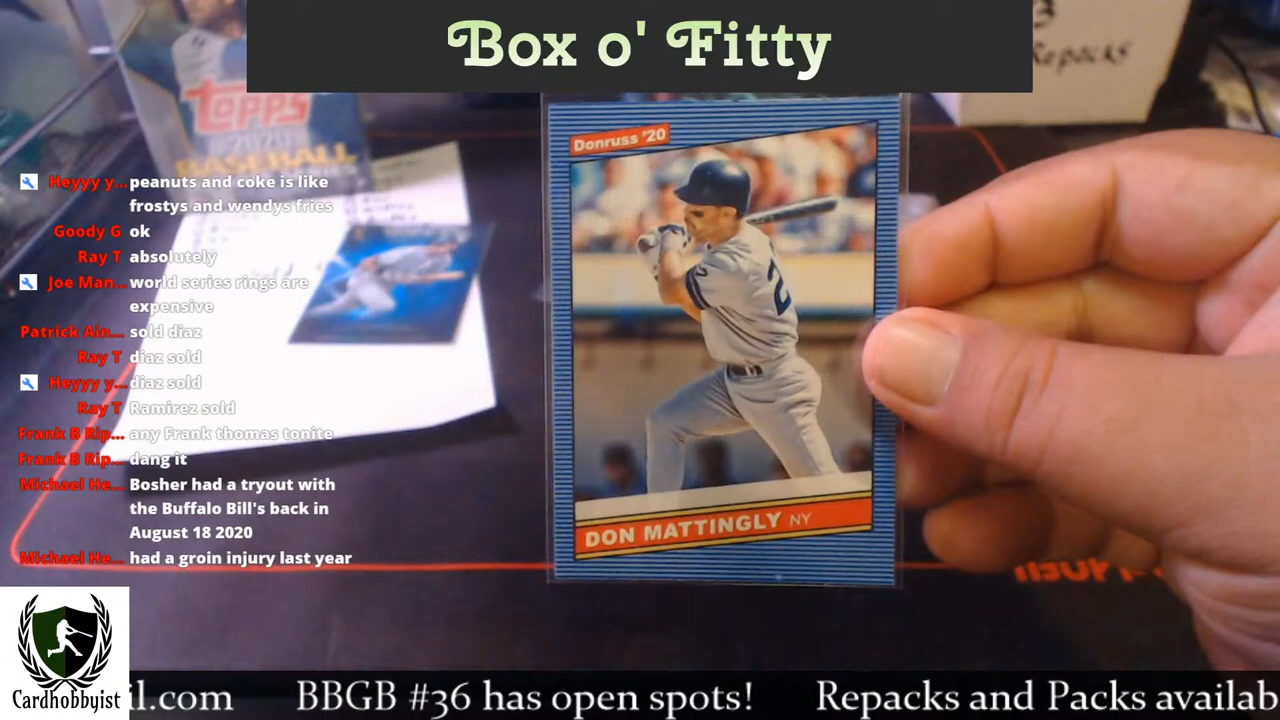 Box o' Fitty
3
Repacks
TOPPS
BASEBALL
Donruss '20
2
DON MATTINGLY NY
Heyyy y... peanuts and coke is like
frostys and wendys fries
Goody G ok
Ray T absolutely
Joe Man... world series rings are
expensive
Patrick Ain... sold diaz
Ray T diaz sold
Heyyy y... diaz sold
Ray T Ramirez sold
Frank B Rip... any Frank thomas tonite
Frank B Rip... dang it
Michael He... Bosher had a tryout with
the Buffalo Bill's back in
August 18 2020
Michael He... had a groin injury last year
Cardhobbyist
il.com BBGB #36 has open spots! Repacks and Packs availab